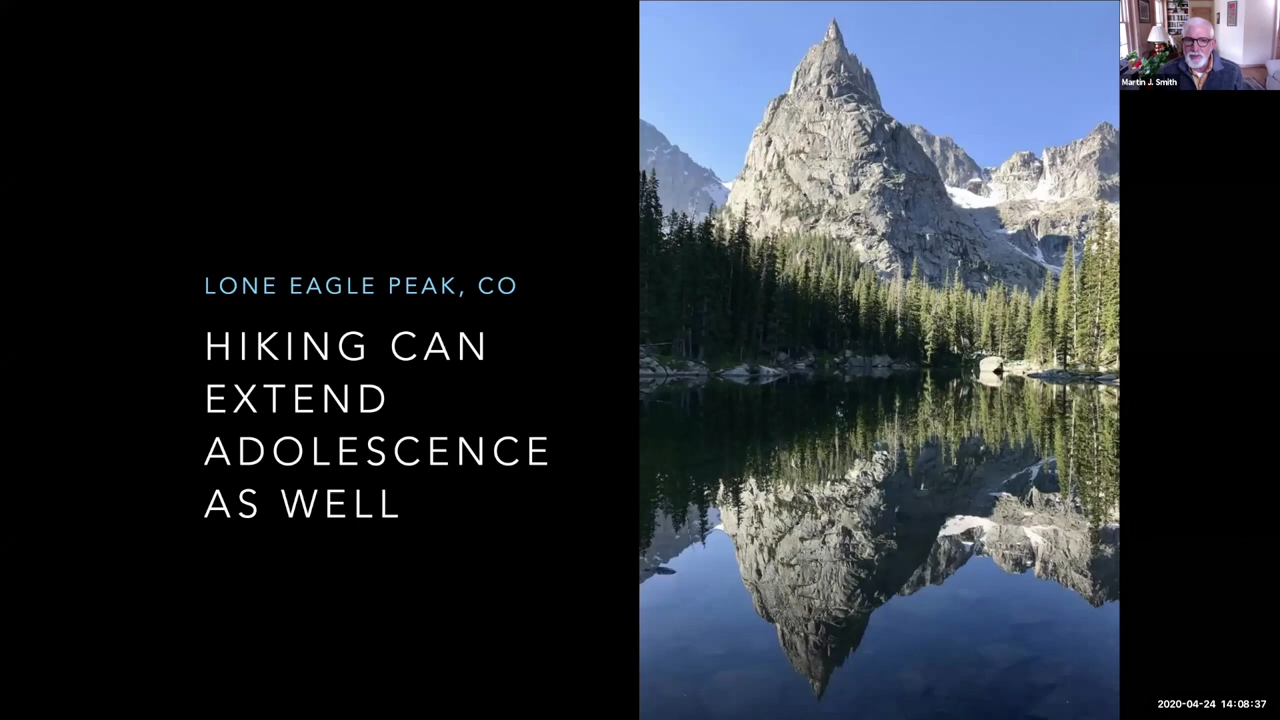 LONE EAGLE PEAK, CO
HIKING CAN
EXTEND
ADOLESCENCE
AS WELL
Martin J. Smith
2020-04-24 14:08:37